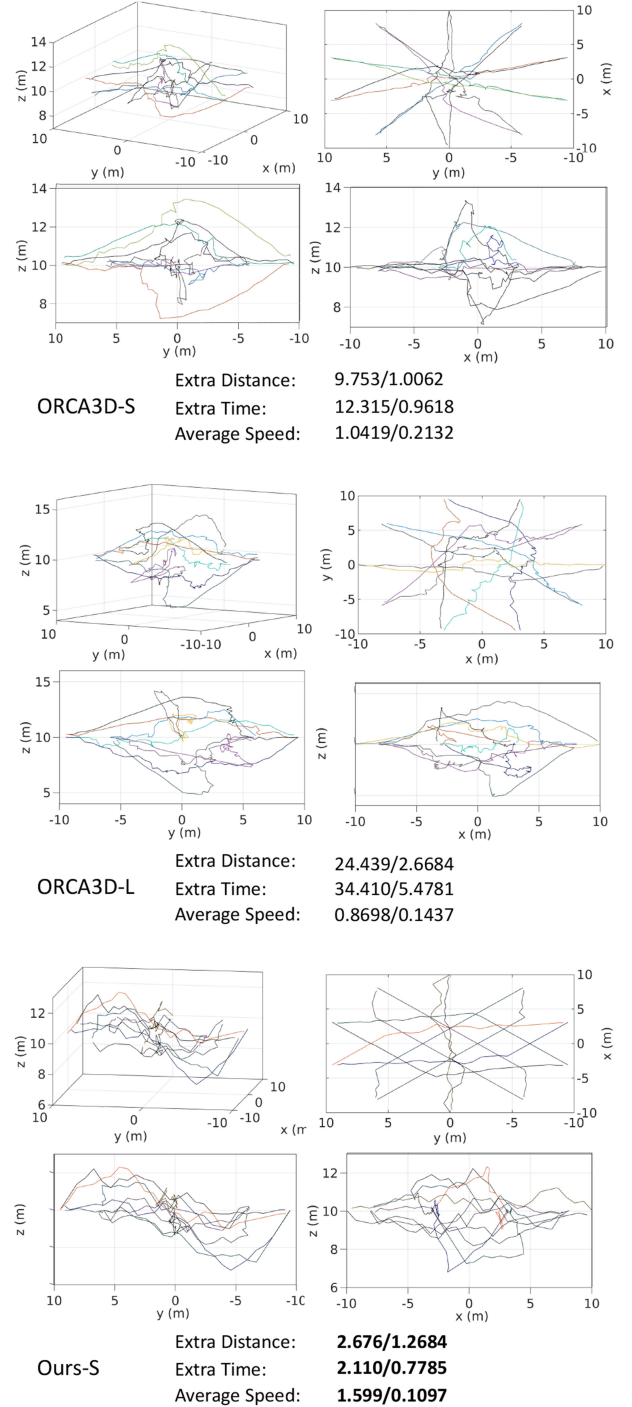 14
12
10
8
z (m)
10
0
-10
y (m)
-10
0
10
x (m)
10
5
0
-5
-10
x (m)
10
5
0
-5
-10
y (m)
14
12
10
8
z (m)
10
5
0
-5
-10
y (m)
14
12
10
8
z (m)
-10
-5
0
5
10
x (m)
ORCA3D-S
Extra Distance: 9.753/1.0062
Extra Time: 12.315/0.9618
Average Speed: 1.0419/0.2132
15
10
5
z (m)
10
0
-10
y (m)
-10
0
10
x (m)
10
5
0
-5
-10
y (m)
-10
-5
0
5
10
x (m)
15
10
5
z (m)
-10
-5
0
5
10
y (m)
z (m)
-10
-5
0
5
10
x (m)
ORCA3D-L
Extra Distance: 24.439/2.6684
Extra Time: 34.410/5.4781
Average Speed: 0.8698/0.1437
12
10
8
6
z (m)
10
0
-10
y (m)
-10
0
10
x (m
10
5
0
-5
-10
x (m)
10
5
0
-5
-10
y (m)
z (m)
10
5
0
-5
-10
y (m)
12
10
8
6
z (m)
-10
-5
0
5
10
x (m)
Ours-S
Extra Distance: 2.676/1.2684
Extra Time: 2.110/0.7785
Average Speed: 1.599/0.1097